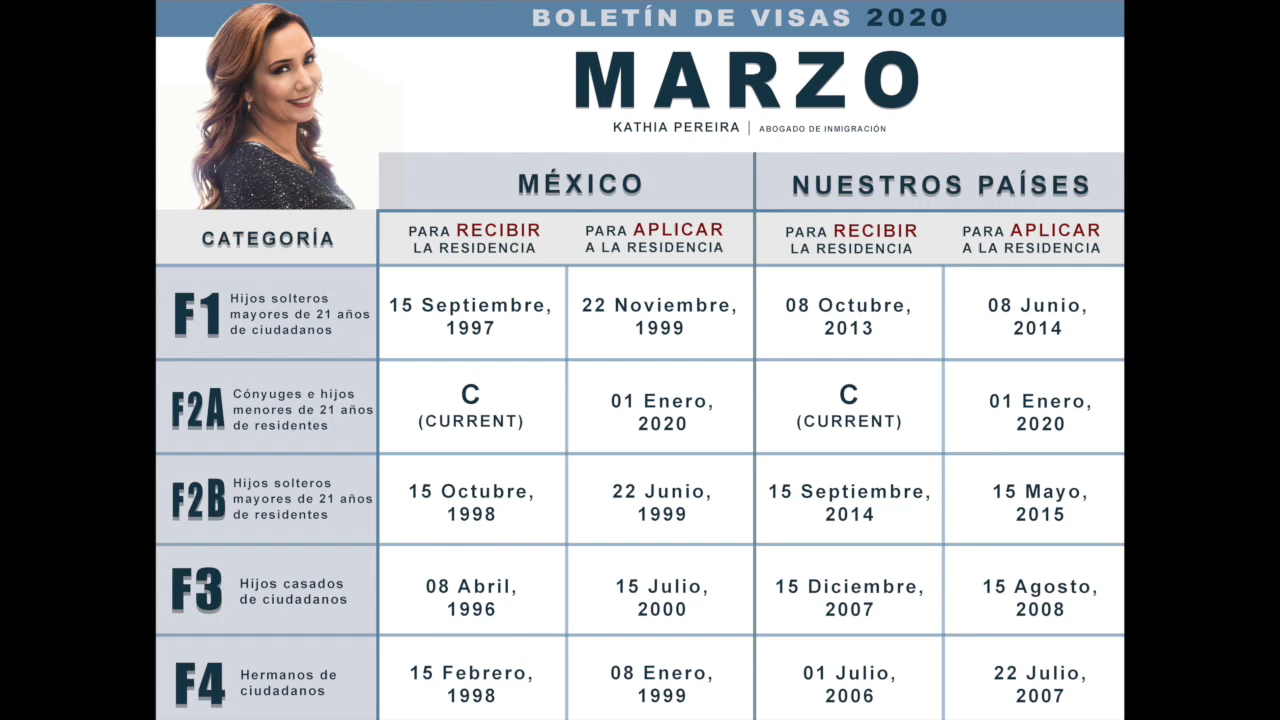 BOLETÍN DE VISAS 2020
MARZO
KATHIA PEREIRA | ABOGADO DE INMIGRACIÓN
MÉXICO
NUESTROS PAÍSES
CATEGORÍA
PARA RECIBIR
LA RESIDENCIA
PARA APLICAR
A LA RESIDENCIA
PARA RECIBIR
LA RESIDENCIA
PARA APLICAR
A LA RESIDENCIA
F1
Hijos solteros
mayores de 21 años
de ciudadanos
15 Septiembre,
1997
22 Noviembre,
1999
08 Octubre,
2013
08 Junio,
2014
F2A
Cónyuges e hijos
menores de 21 años
de residentes
C
(CURRENT)
01 Enero,
2020
C
(CURRENT)
01 Enero,
2020
F2B
Hijos solteros
mayores de 21 años
de residentes
15 Octubre,
1998
22 Junio,
1999
15 Septiembre,
2014
15 Mayo,
2015
F3
Hijos casados
de ciudadanos
08 Abril,
1996
15 Julio,
2000
15 Diciembre,
2007
15 Agosto,
2008
F4
Hermanos de
ciudadanos
15 Febrero,
1998
08 Enero,
1999
01 Julio,
2006
22 Julio,
2007